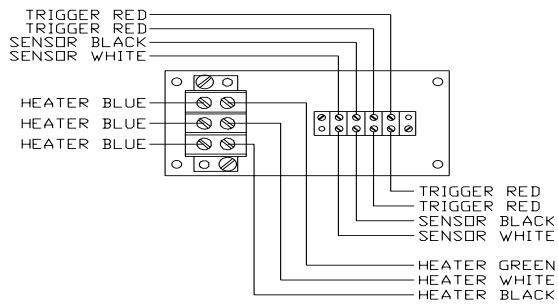 TRIGGER RED
TRIGGER RED
SENSOR BLACK
SENSOR WHITE
HEATER BLUE
HEATER BLUE
HEATER BLUE
TRIGGER RED
TRIGGER RED
SENSOR BLACK
SENSOR WHITE
HEATER GREEN
HEATER WHITE
HEATER BLACK